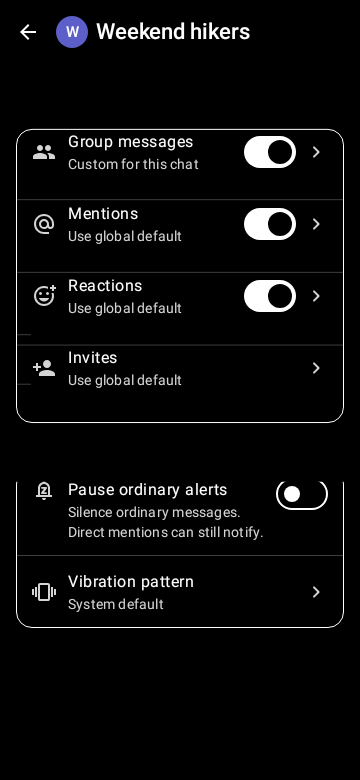 W Weekend hikers
Group messages
Custom for this chat
Mentions
Use global default
Reactions
Use global default
Invites
Use global default
Pause ordinary alerts
Silence ordinary messages.
Direct mentions can still notify.
Vibration pattern
System default